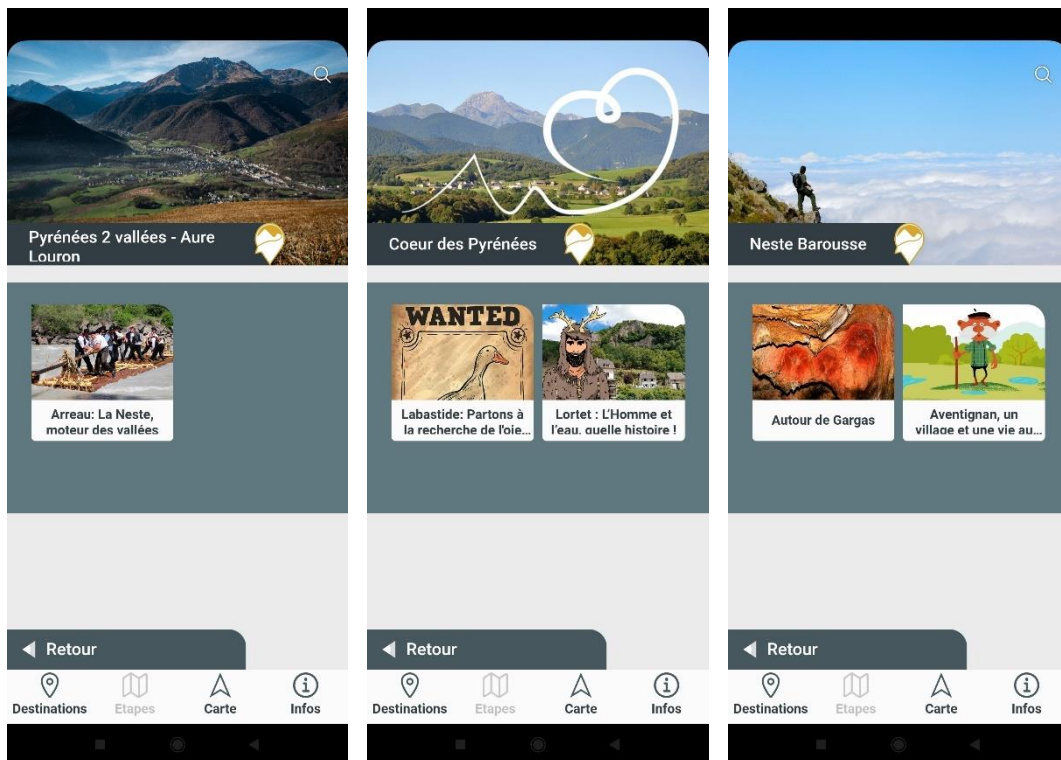 Pyrénées 2 vallées - Aure
Louron
Arreau: La Neste,
moteur des vallées
Retour
Destinations
Etapes
Carte
Infos
Coeur des Pyrénées
WANTED
Labastide: Partons à
la recherche de l'oie...
Lortet : L'Homme et
l'eau, quelle histoire !
Retour
Destinations
Etapes
Carte
Infos
Neste Barousse
Autour de Gargas
Aventignan, un
village et une vie au...
Retour
Destinations
Etapes
Carte
Infos